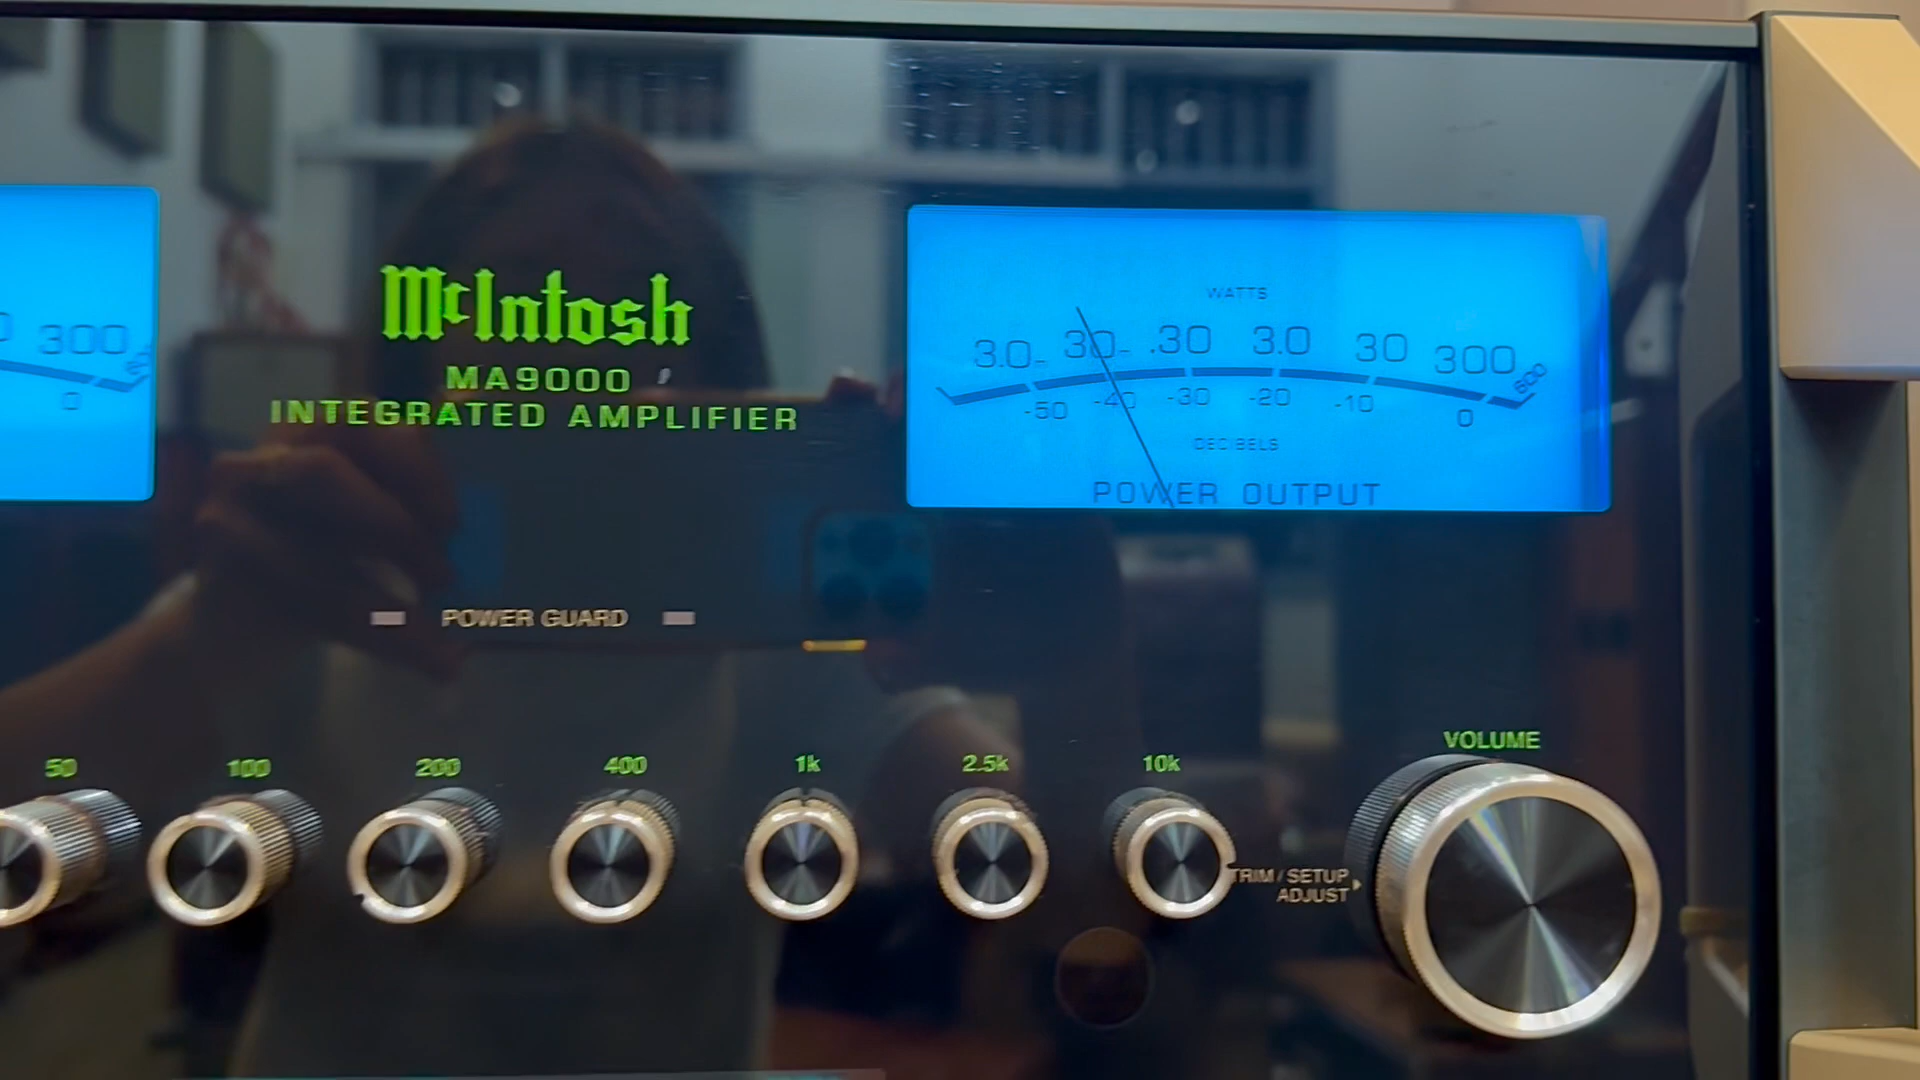 McIntosh
MA9000
INTEGRATED AMPLIFIER
300
0
WATTS
3.0- 30- .30 3.0 30 300 600
-50 -40 -30 -20 -10 0
DECIBELS
POWER OUTPUT
POWER GUARD
VOLUME
50 100 200 400 1k 2.5k 10k
TRIM / SETUP
ADJUST